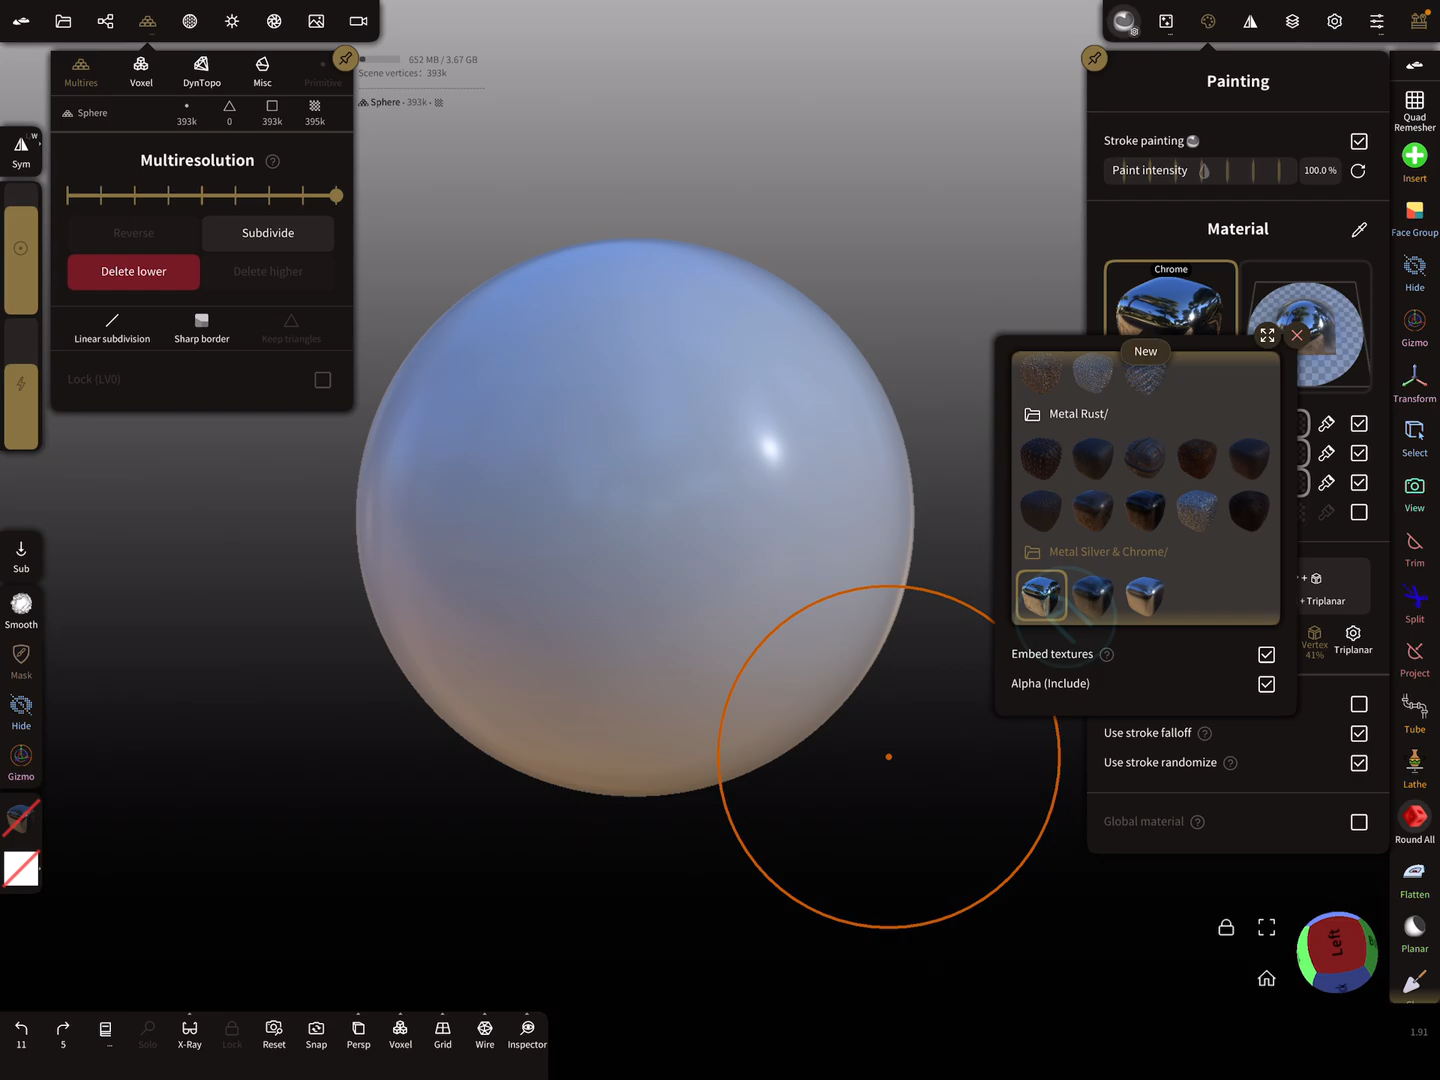 652 MB / 3.67 GB
Scene vertices: 393k
Sphere · 393k ·
Multires
Voxel
DynTopo
Misc
Primitive
Sphere
393k
0
393k
395k
Multiresolution
Reverse
Subdivide
Delete lower
Delete higher
Linear subdivision
Sharp border
Keep triangles
Lock (LV0)
W
Sym
Sub
Smooth
Mask
Hide
Gizmo
Painting
Stroke painting
Paint intensity
100.0 %
Material
Chrome
New
Metal Rust/
Metal Silver & Chrome/
Embed textures
Alpha (Include)
+
+ Triplanar
Vertex
41%
Triplanar
Use stroke falloff
Use stroke randomize
Global material
Quad
Remesher
Insert
Face Group
Hide
Gizmo
Transform
Select
View
Trim
Split
Project
Tube
Lathe
Round All
Flatten
Planar
Left
11
5
...
Solo
X-Ray
Lock
Reset
Snap
Persp
Voxel
Grid
Wire
Inspector
1.91